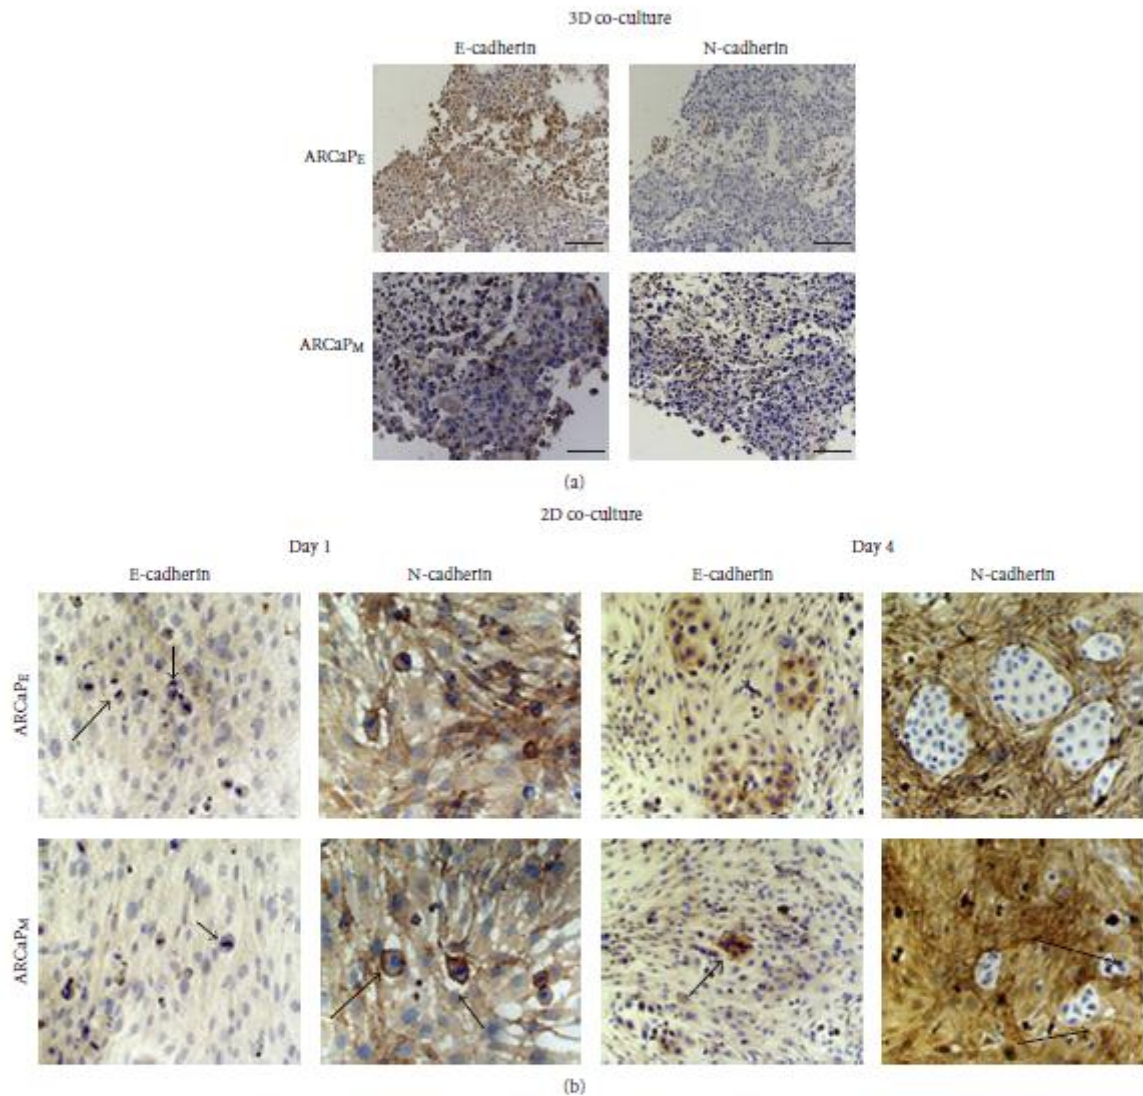 3D co-culture
E-cadherin N-cadherin
ARCaPE
ARCaPM
(a)
2D co-culture
Day 1 Day 4
E-cadherin N-cadherin E-cadherin N-cadherin
ARCaPE
ARCaPM
(b)